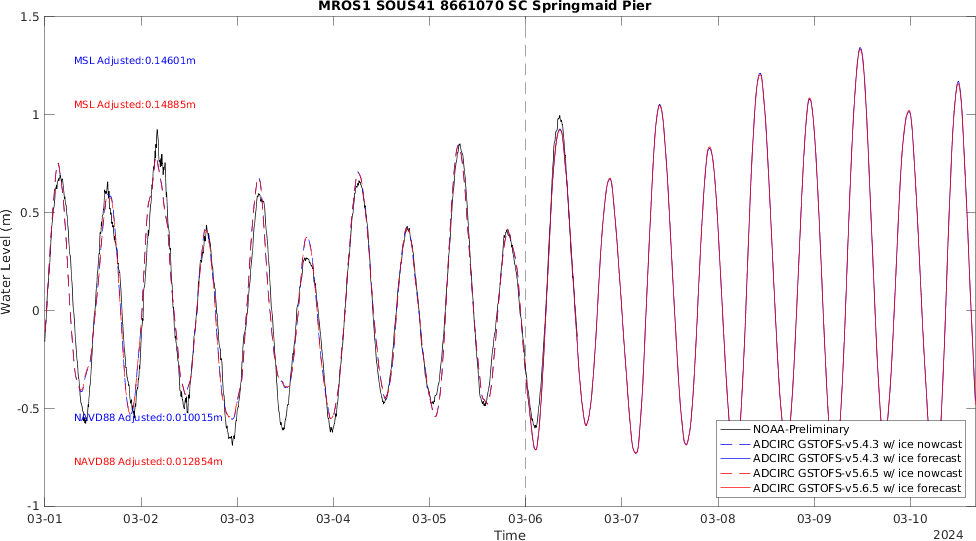 MROS1 SOUS41 8661070 SC Springmaid Pier
1.5
MSL Adjusted:0.14601m
MSL Adjusted:0.14885m
1
0.5
Water Level (m)
0
-0.5
NAVD88 Adjusted:0.010015m
NAVD88 Adjusted:0.012854m
NOAA-Preliminary
ADCIRC GSTOFS-v5.4.3 w/ ice nowcast
ADCIRC GSTOFS-v5.4.3 w/ ice forecast
ADCIRC GSTOFS-v5.6.5 w/ ice nowcast
ADCIRC GSTOFS-v5.6.5 w/ ice forecast
-1
03-01 03-02 03-03 03-04 03-05 03-06 03-07 03-08 03-09 03-10
Time
2024